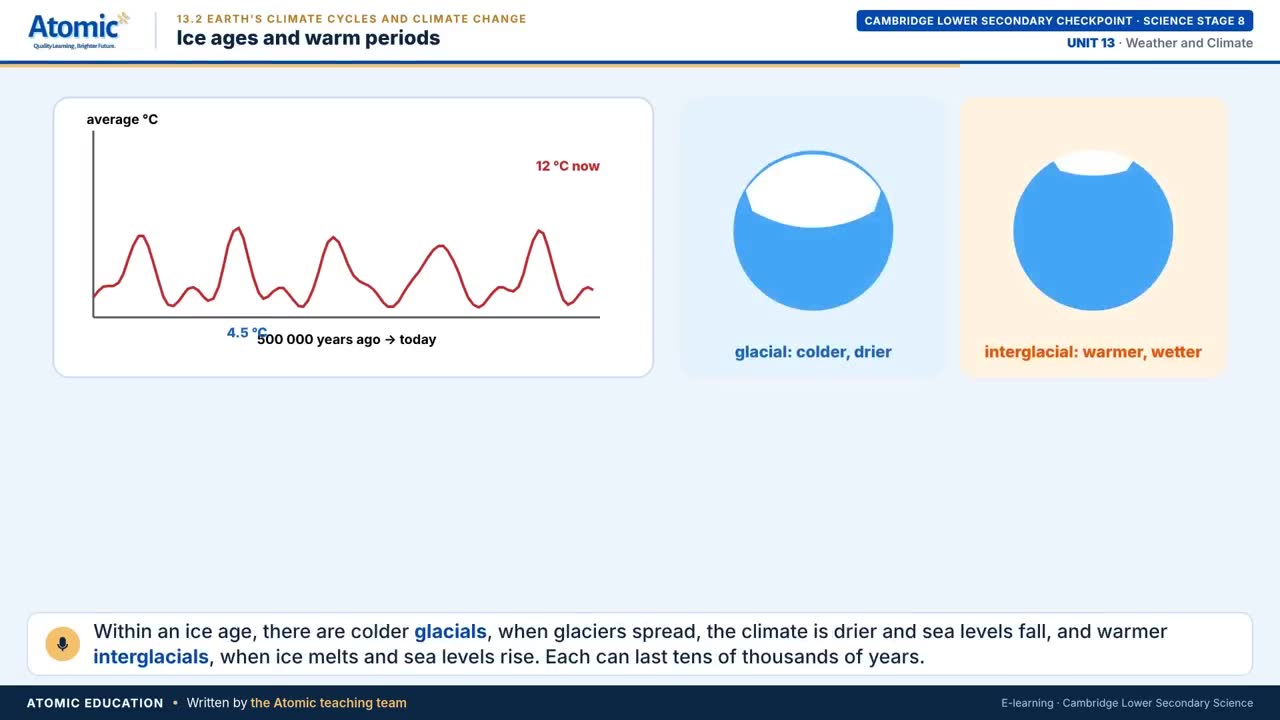 Atomic
Quality Learning, Brighter Future.
13.2 EARTH'S CLIMATE CYCLES AND CLIMATE CHANGE
Ice ages and warm periods
CAMBRIDGE LOWER SECONDARY CHECKPOINT · SCIENCE STAGE 8
UNIT 13 · Weather and Climate
average °C
12 °C now
4.5 °C
500 000 years ago → today
glacial: colder, drier
interglacial: warmer, wetter
Within an ice age, there are colder glacials, when glaciers spread, the climate is drier and sea levels fall, and warmer
interglacials, when ice melts and sea levels rise. Each can last tens of thousands of years.
ATOMIC EDUCATION • Written by the Atomic teaching team
E-learning · Cambridge Lower Secondary Science